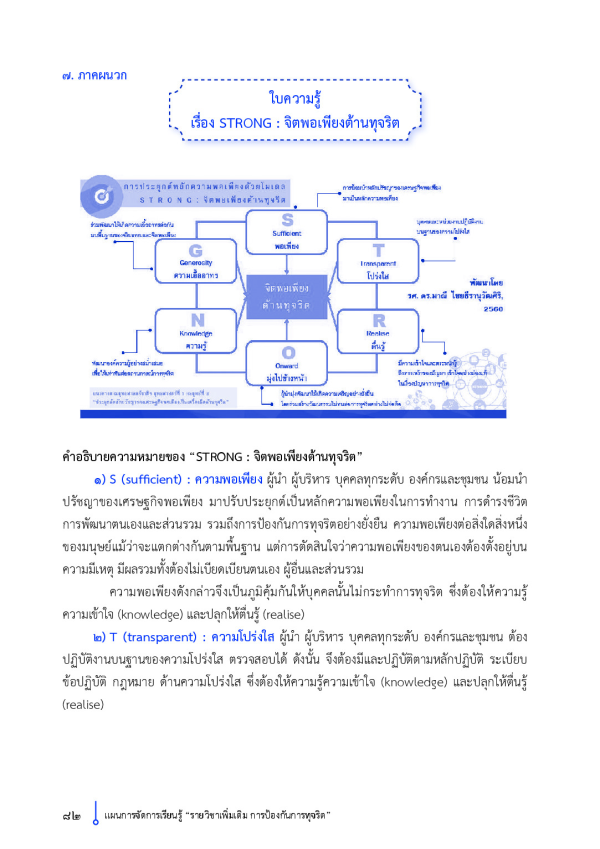 ๗. ภาคผนวก
ใบความรู้
เรื่อง STRONG : จิตพอเพียงต้านทุจริต
การประยุกต์หลักความพอเพียงด้วยโมเดล
STRONG : จิตพอเพียงต้านทุจริต
S
Sufficient
พอเพียง
G
Generocity
ความเอื้ออาทร
T
Transparent
โปร่งใส
จิตพอเพียง
ต้านทุจริต
พัฒนาโดย
รศ. ดร.มาณี ไชยธีรานุวัฒศิริ,
2560
N
Knowledge
ความรู้
R
Realise
ตื่นรู้
O
Onward
มุ่งไปข้างหน้า
คำอธิบายความหมายของ “STRONG : จิตพอเพียงต้านทุจริต”
๑) S (sufficient) : ความพอเพียง ผู้นำ ผู้บริหาร บุคคลทุกระดับ องค์กรและชุมชน น้อมนำ
ปรัชญาของเศรษฐกิจพอเพียง มาปรับประยุกต์เป็นหลักความพอเพียงในการทำงาน การดำรงชีวิต
การพัฒนาตนเองและส่วนรวม รวมถึงการป้องกันการทุจริตอย่างยั่งยืน ความพอเพียงต่อสิ่งใดสิ่งหนึ่ง
ของมนุษย์แม้ว่าจะแตกต่างกันตามพื้นฐาน แต่การตัดสินใจว่าความพอเพียงของตนเองต้องตั้งอยู่บน
ความมีเหตุ มีผลรวมทั้งต้องไม่เบียดเบียนตนเอง ผู้อื่นและส่วนรวม
ความพอเพียงดังกล่าวจึงเป็นภูมิคุ้มกันให้บุคคลนั้นไม่กระทำการทุจริต ซึ่งต้องให้ความรู้
ความเข้าใจ (knowledge) และปลุกให้ตื่นรู้ (realise)
๒) T (transparent) : ความโปร่งใส ผู้นำ ผู้บริหาร บุคคลทุกระดับ องค์กรและชุมชน ต้อง
ปฏิบัติงานบนฐานของความโปร่งใส ตรวจสอบได้ ดังนั้น จึงต้องมีและปฏิบัติตามหลักปฏิบัติ ระเบียบ
ข้อปฏิบัติ กฎหมาย ด้านความโปร่งใส ซึ่งต้องให้ความรู้ความเข้าใจ (knowledge) และปลุกให้ตื่นรู้
(realise)
๘๒
แผนการจัดการเรียนรู้ “รายวิชาเพิ่มเติม การป้องกันการทุจริต”